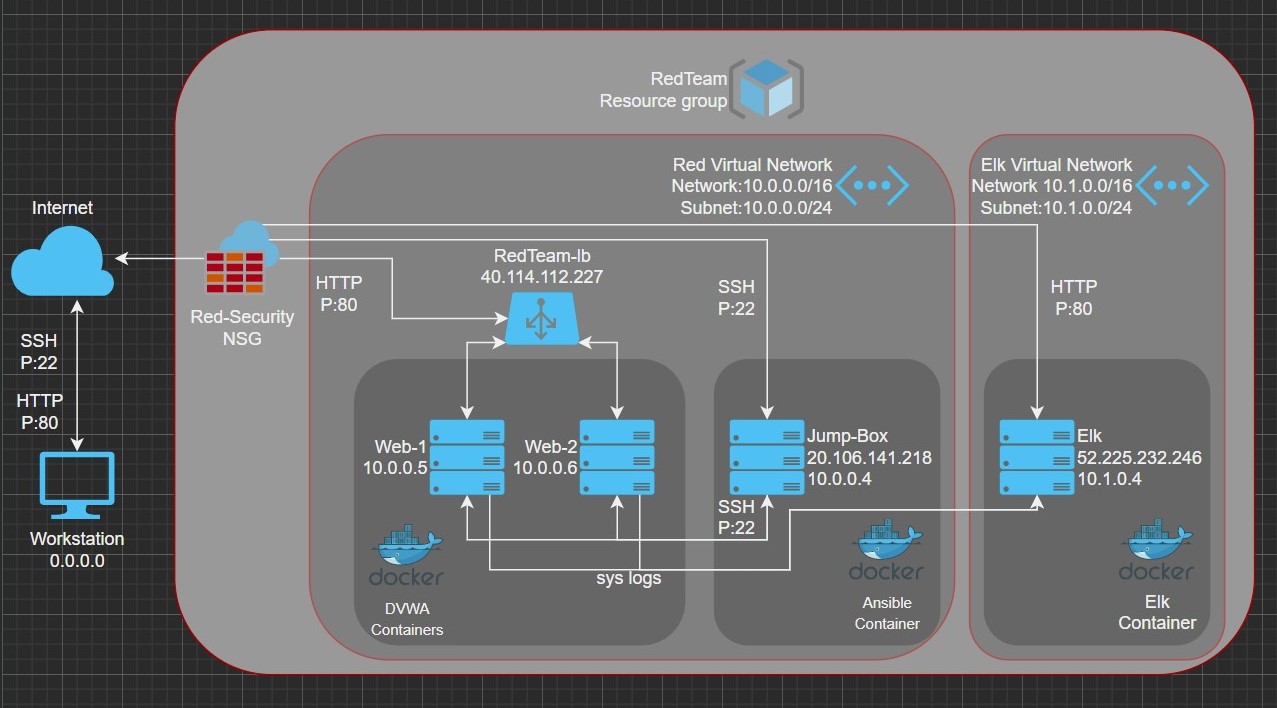 RedTeam
Resource group
Red Virtual Network
Network:10.0.0.0/16
Subnet:10.0.0.0/24
Elk Virtual Network
Network 10.1.0.0/16
Subnet:10.1.0.0/24
Internet
RedTeam-lb
40.114.112.227
HTTP
P:80
SSH
P:22
HTTP
P:80
Red-Security
NSG
SSH
P:22
HTTP
P:80
Web-1
10.0.0.5
Web-2
10.0.0.6
Jump-Box
20.106.141.218
10.0.0.4
Elk
52.225.232.246
10.1.0.4
SSH
P:22
Workstation
0.0.0.0
docker
sys logs
docker
docker
DVWA
Containers
Ansible
Container
Elk
Container